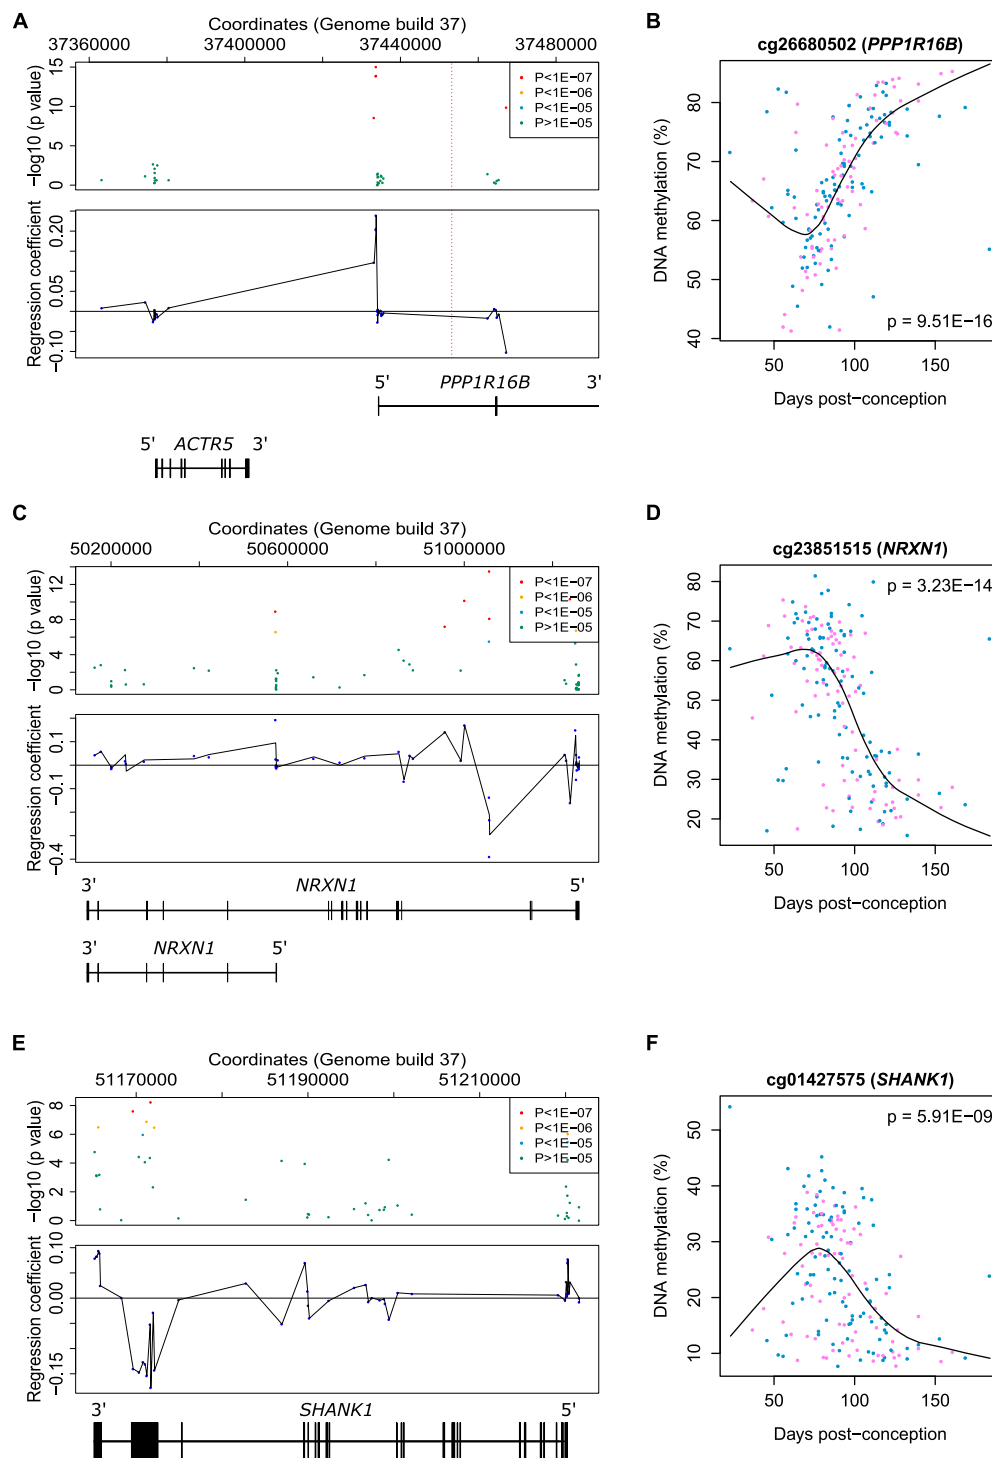 A
Coordinates (Genome build 37)
37360000 37400000 37440000 37480000
−log10 (p value)
15
10
5
0
P<1E−07
P<1E−06
P<1E−05
P>1E−05
Regression coefficient
0.20
0.05
−0.10
5' PPP1R16B 3'
5' ACTR5 3'
B
cg26680502 (PPP1R16B)
DNA methylation (%)
80
70
60
50
40
p = 9.51E−16
50 100 150
Days post−conception
C
Coordinates (Genome build 37)
50200000 50600000 51000000
−log10 (p value)
12
8
4
0
P<1E−07
P<1E−06
P<1E−05
P>1E−05
Regression coefficient
0.1
−0.1
−0.4
3' NRXN1 5'
3' NRXN1 5'
D
cg23851515 (NRXN1)
DNA methylation (%)
80
70
60
50
40
30
20
p = 3.23E−14
50 100 150
Days post−conception
E
Coordinates (Genome build 37)
51170000 51190000 51210000
−log10 (p value)
8
6
4
2
0
P<1E−07
P<1E−06
P<1E−05
P>1E−05
Regression coefficient
0.10
0.00
−0.15
3' SHANK1 5'
F
cg01427575 (SHANK1)
DNA methylation (%)
50
40
30
20
10
p = 5.91E−09
50 100 150
Days post−conception